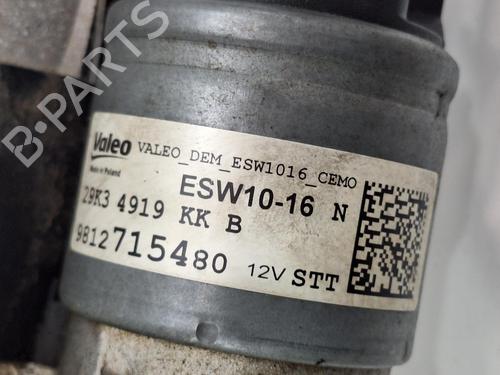 B-PARTS
Valeo
Made in Poland
VALEO_DEM_ESW1016_CEMO
ESW10-16 N
29K3 4919 KK B
9812715480
12V STT